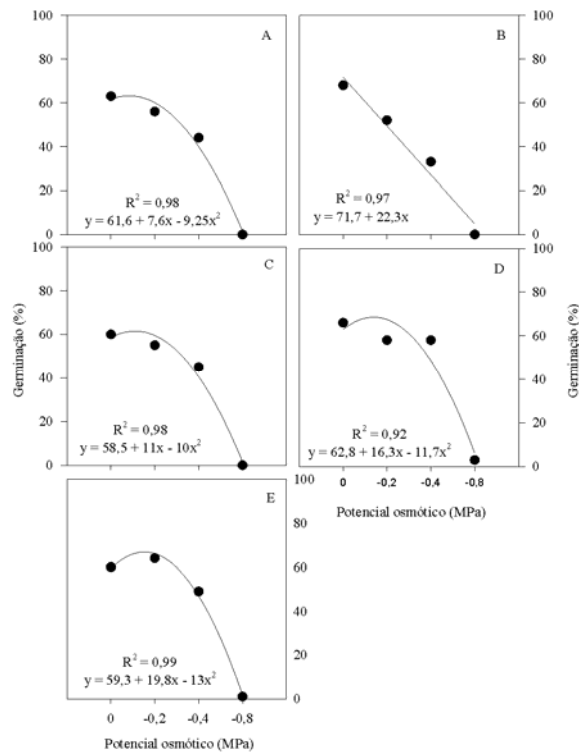 100
80
60
40
20
0
A
R² = 0,98
y = 61,6 + 7,6x - 9,25x²
B
R² = 0,97
y = 71,7 + 22,3x
100
80
60
40
20
0
Germinação (%)
100
80
60
40
20
0
C
R² = 0,98
y = 58,5 + 11x - 10x²
D
R² = 0,92
y = 62,8 + 16,3x - 11,7x²
100
80
60
40
20
0
Germinação (%)
0 -0,2 -0,4 -0,8
Potencial osmótico (MPa)
E
R² = 0,99
y = 59,3 + 19,8x - 13x²
100
80
60
40
20
0
0 -0,2 -0,4 -0,8
Potencial osmótico (MPa)